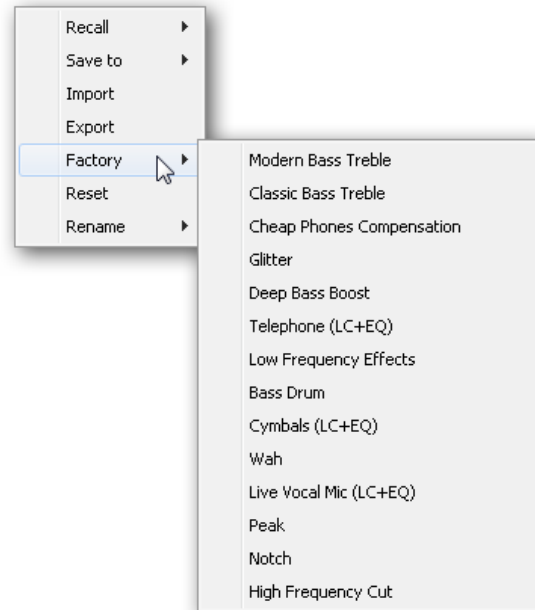 Recall
Save to
Import
Export
Factory
Reset
Rename
Modern Bass Treble
Classic Bass Treble
Cheap Phones Compensation
Glitter
Deep Bass Boost
Telephone (LC+EQ)
Low Frequency Effects
Bass Drum
Cymbals (LC+EQ)
Wah
Live Vocal Mic (LC+EQ)
Peak
Notch
High Frequency Cut